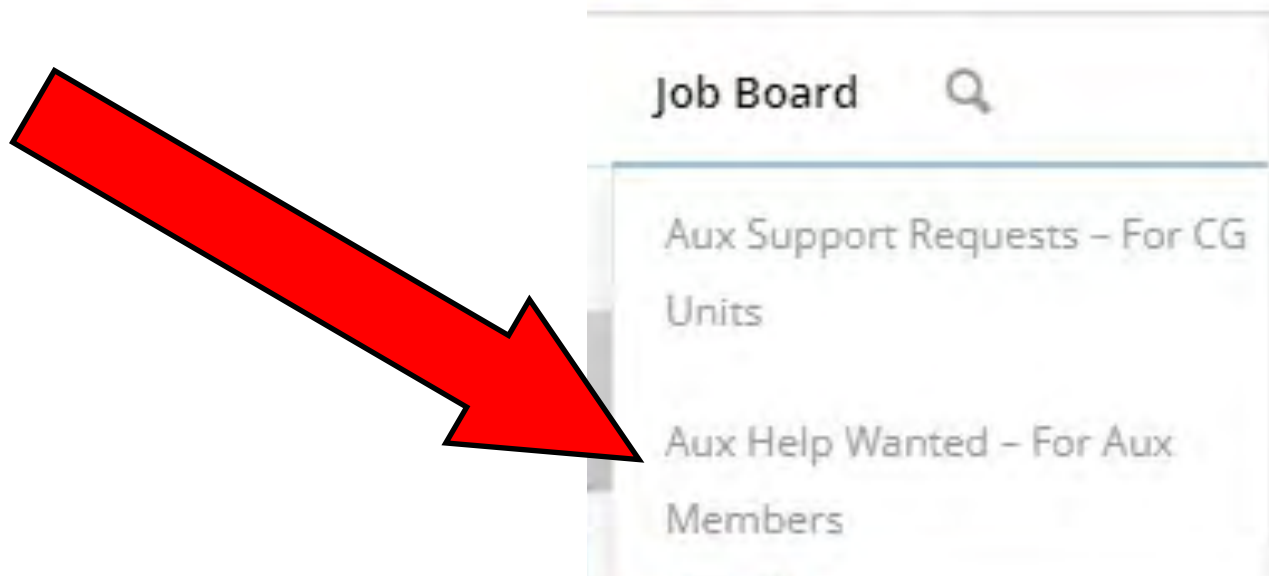 Job Board
Aux Support Requests – For CG
Units
Aux Help Wanted – For Aux
Members